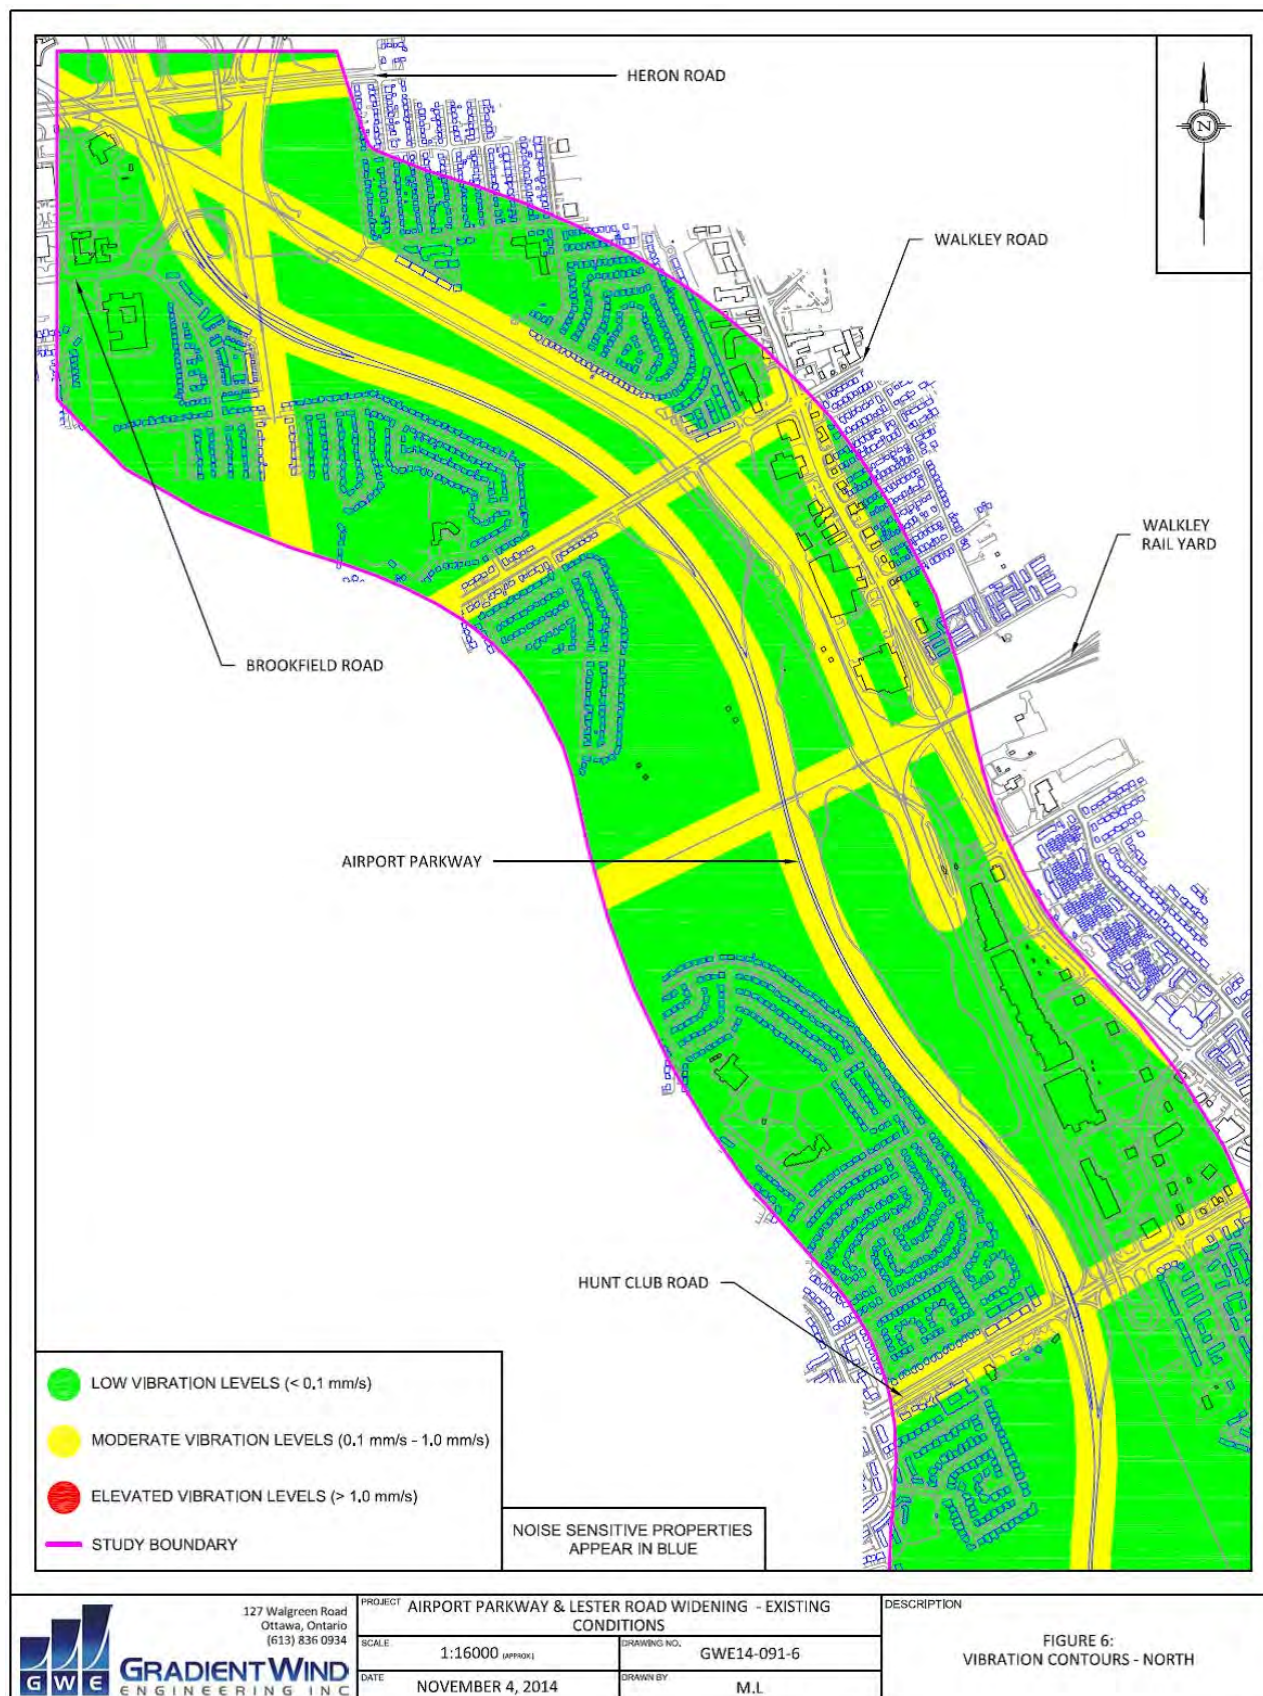 HERON ROAD
N
WALKLEY ROAD
WALKLEY
RAIL YARD
BROOKFIELD ROAD
AIRPORT PARKWAY
HUNT CLUB ROAD
LOW VIBRATION LEVELS (< 0.1 mm/s)
MODERATE VIBRATION LEVELS (0.1 mm/s - 1.0 mm/s)
ELEVATED VIBRATION LEVELS (> 1.0 mm/s)
STUDY BOUNDARY
NOISE SENSITIVE PROPERTIES
APPEAR IN BLUE
GWE
127 Walgreen Road
Ottawa, Ontario
(613) 836 0934
GRADIENT WIND
ENGINEERING INC
PROJECT AIRPORT PARKWAY & LESTER ROAD WIDENING - EXISTING
CONDITIONS
SCALE 1:16000 (APPROX.)
DRAWING NO. GWE14-091-6
DATE NOVEMBER 4, 2014
DRAWN BY M.L
DESCRIPTION
FIGURE 6:
VIBRATION CONTOURS - NORTH